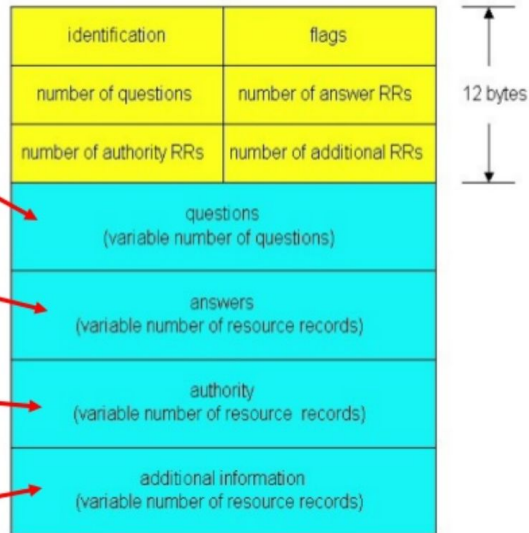 identification flags
number of questions number of answer RRs 12 bytes
number of authority RRs number of additional RRs
questions
(variable number of questions)
answers
(variable number of resource records)
authority
(variable number of resource records)
additional information
(variable number of resource records)